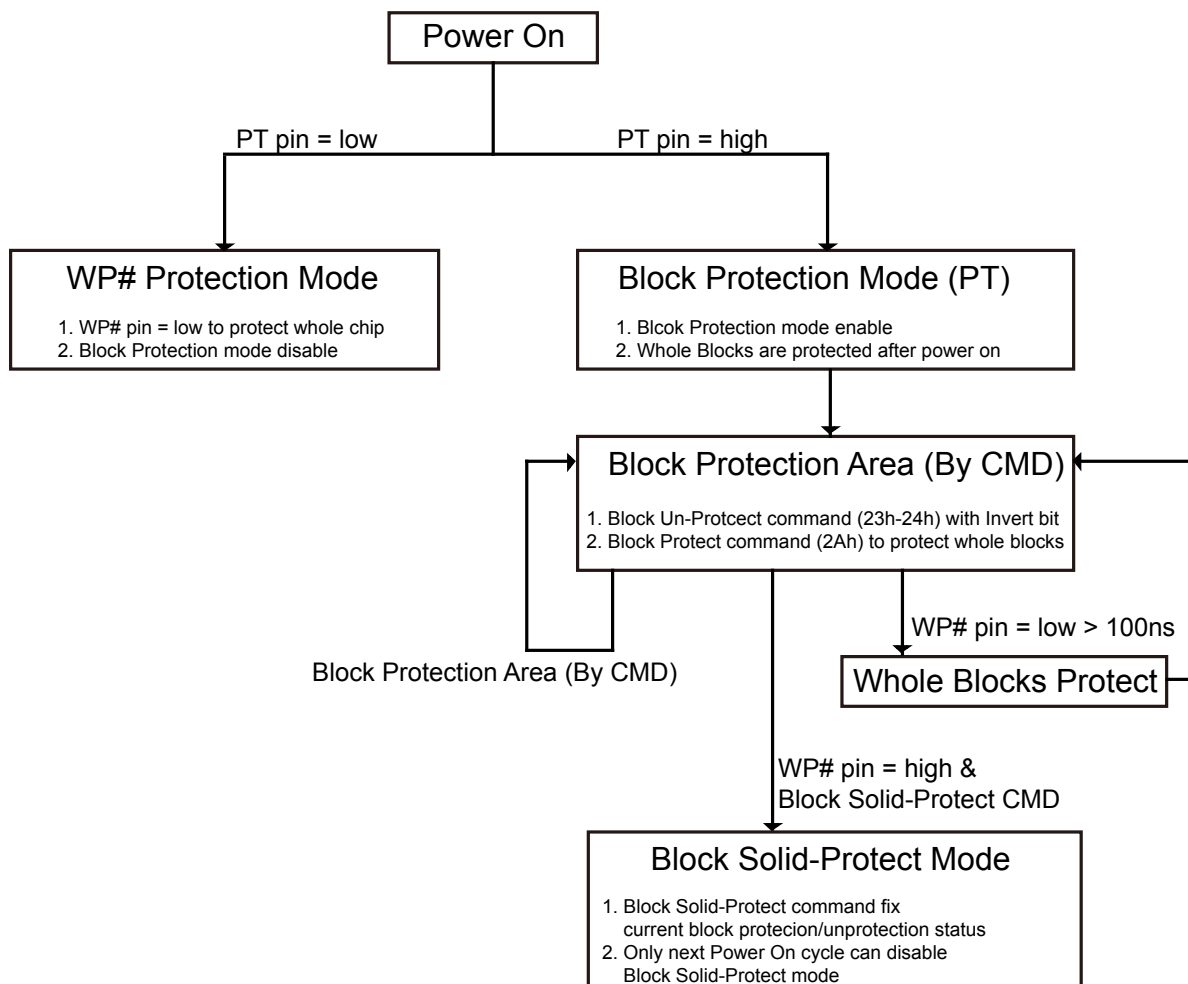 Power On
PT pin = low
PT pin = high
WP# Protection Mode
1. WP# pin = low to protect whole chip
2. Block Protection mode disable
Block Protection Mode (PT)
1. Blcok Protection mode enable
2. Whole Blocks are protected after power on
Block Protection Area (By CMD)
1. Block Un-Protcect command (23h-24h) with Invert bit
2. Block Protect command (2Ah) to protect whole blocks
WP# pin = low > 100ns
Block Protection Area (By CMD)
Whole Blocks Protect
WP# pin = high &
Block Solid-Protect CMD
Block Solid-Protect Mode
1. Block Solid-Protect command fix
current block protecion/unprotection status
2. Only next Power On cycle can disable
Block Solid-Protect mode